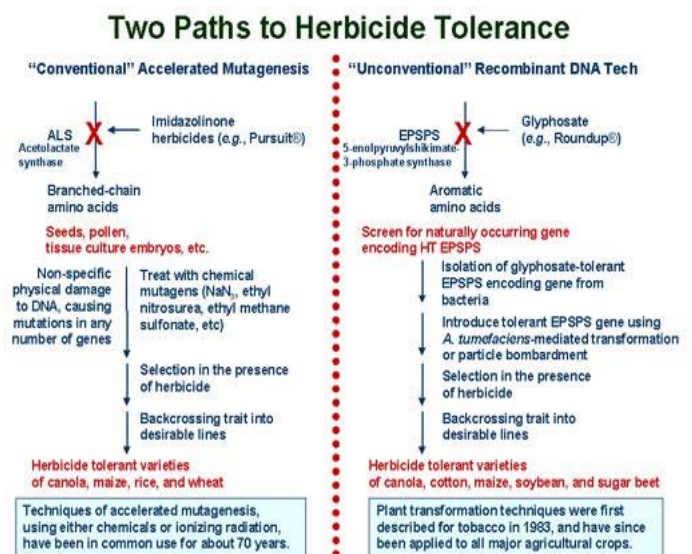 Two Paths to Herbicide Tolerance
“Conventional” Accelerated Mutagenesis
ALS
Acetolactate
synthase
X
Imidazolinone
herbicides (e.g., Pursuit®)
Branched-chain
amino acids
Seeds, pollen,
tissue culture embryos, etc.
Non-specific
physical damage
to DNA, causing
mutations in any
number of genes
Treat with chemical
mutagens (NaN₃, ethyl
nitrosurea, ethyl methane
sulfonate, etc)
Selection in the presence
of herbicide
Backcrossing trait into
desirable lines
Herbicide tolerant varieties
of canola, maize, rice, and wheat
Techniques of accelerated mutagenesis,
using either chemicals or ionizing radiation,
have been in common use for about 70 years.
“Unconventional” Recombinant DNA Tech
EPSPS
5-enolpyruvylshikimate-
3-phosphate synthase
X
Glyphosate
(e.g., Roundup®)
Aromatic
amino acids
Screen for naturally occurring gene
encoding HT EPSPS
Isolation of glyphosate-tolerant
EPSPS encoding gene from
bacteria
Introduce tolerant EPSPS gene using
A. tumefaciens-mediated transformation
or particle bombardment
Selection in the presence
of herbicide
Backcrossing trait into
desirable lines
Herbicide tolerant varieties
of canola, cotton, maize, soybean, and sugar beet
Plant transformation techniques were first
described for tobacco in 1983, and have since
been applied to all major agricultural crops.